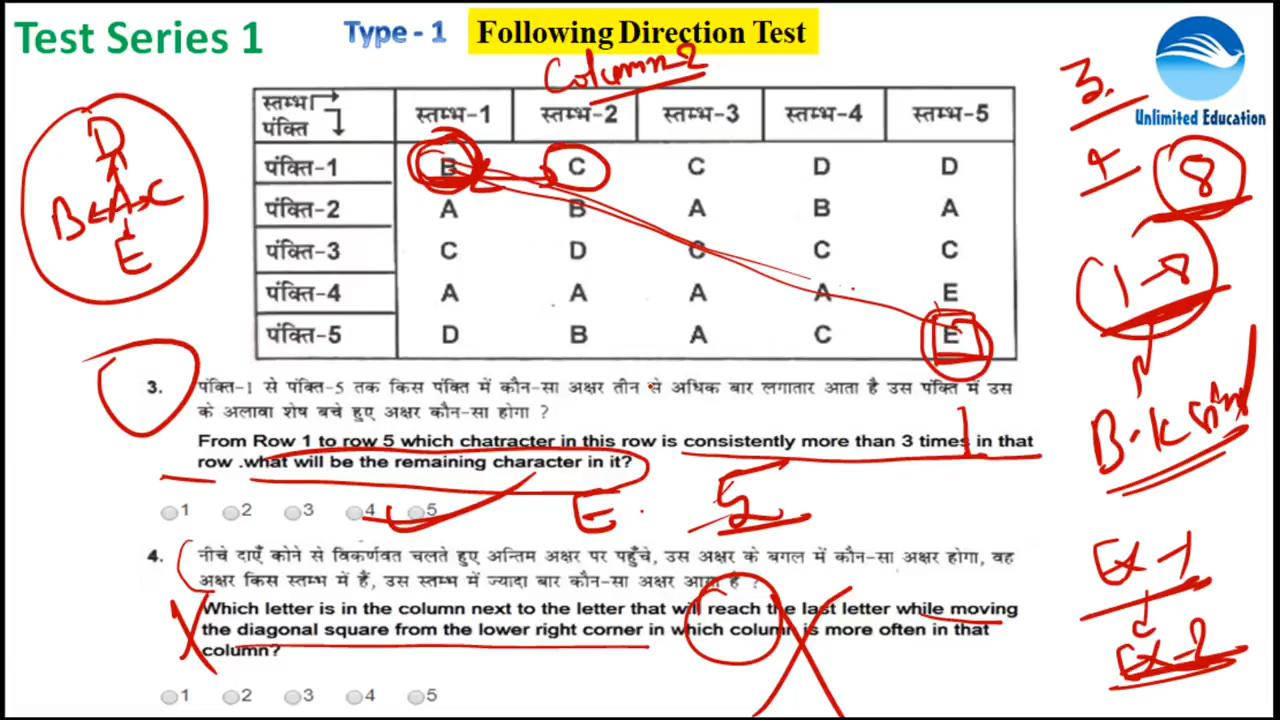 Test Series 1
Type - 1
Following Direction Test
Column-2
Unlimited Education
स्तम्भ
पंक्ति
स्तम्भ-1 स्तम्भ-2 स्तम्भ-3 स्तम्भ-4 स्तम्भ-5
पंक्ति-1 B C C D D
पंक्ति-2 A B A B A
पंक्ति-3 C D C C C
पंक्ति-4 A A A A E
पंक्ति-5 D B A C E
D
B A C
E
3.
4
8
1-8
Ex-1
Ex-2
3. पंक्ति-1 से पंक्ति-5 तक किस पंक्ति में कौन-सा अक्षर तीन से अधिक बार लगातार आता है उस पंक्ति में उस
के अलावा शेष बचे हुए अक्षर कौन-सा होगा ?
From Row 1 to row 5 which chatracter in this row is consistently more than 3 times in that
row .what will be the remaining character in it?
1 2 3 4 5
E 5
4. नीचे दाएँ कोने से विकर्णवत चलते हुए अन्तिम अक्षर पर पहुँचे, उस अक्षर के बगल में कौन-सा अक्षर होगा, वह
अक्षर किस स्तम्भ में हैं, उस स्तम्भ में ज्यादा बार कौन-सा अक्षर आया है ?
Which letter is in the column next to the letter that will reach the last letter while moving
the diagonal square from the lower right corner in which column is more often in that
column?
1 2 3 4 5